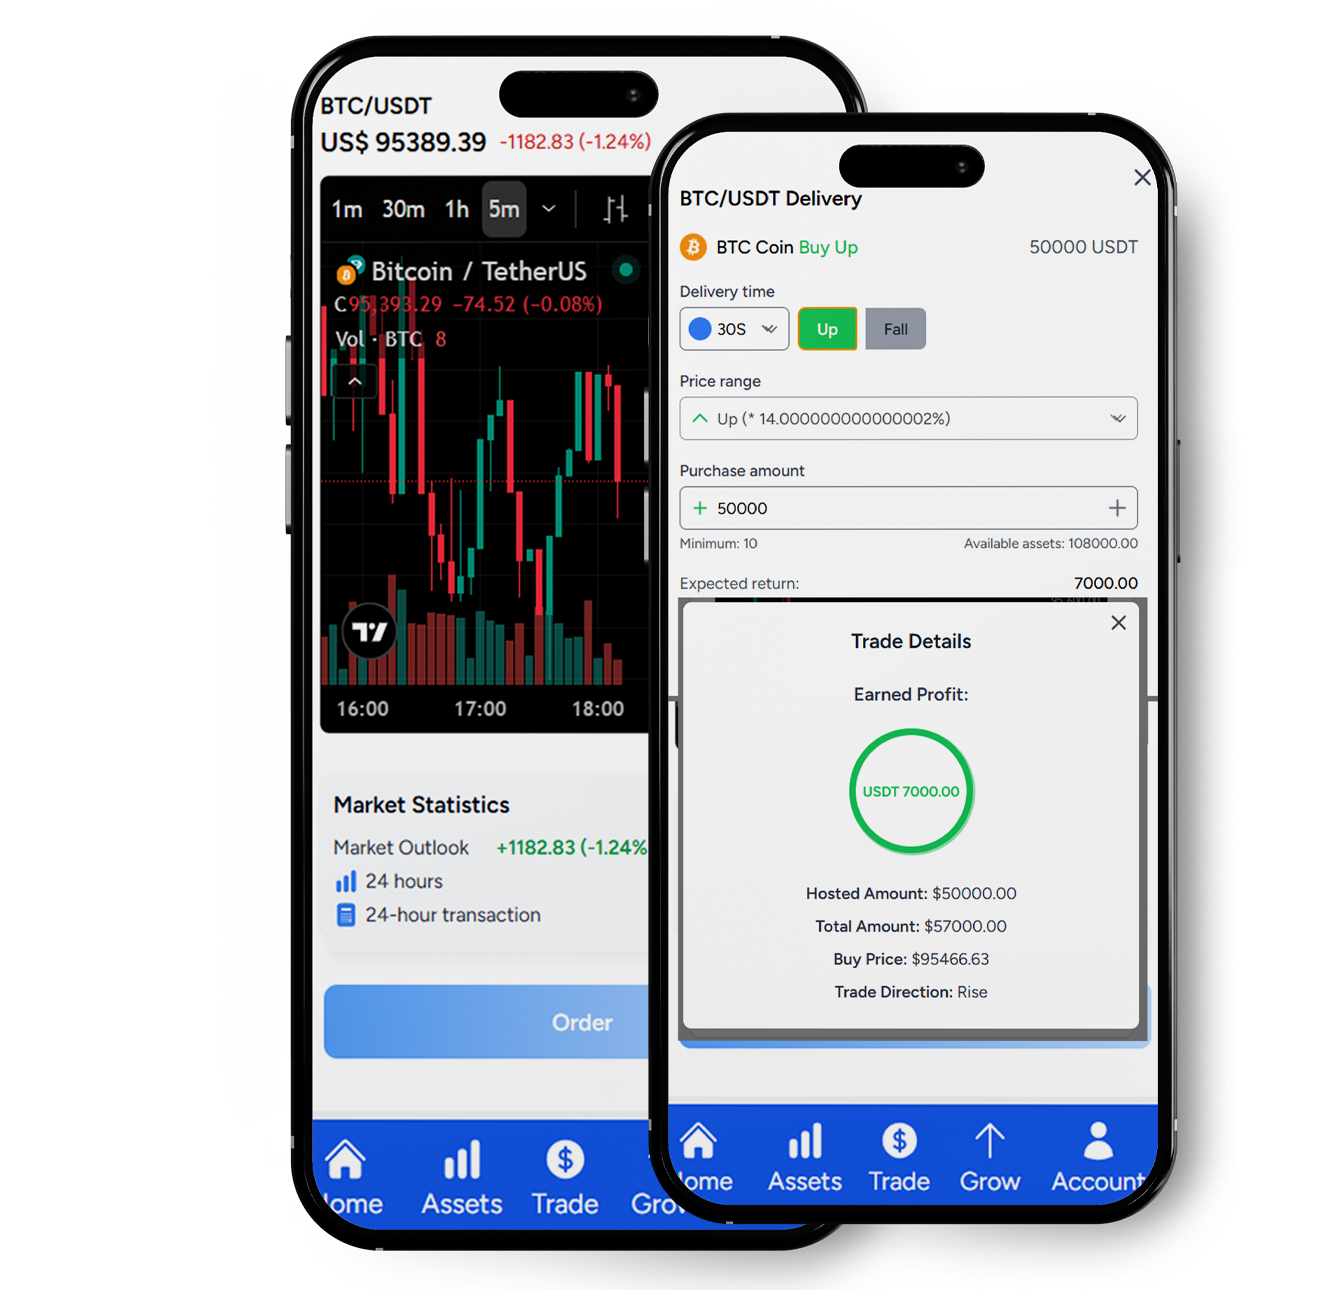 BTC/USDT
US$ 95389.39 -1182.83 (-1.24%)
1m 30m 1h 5m
Bitcoin / TetherUS
C95,393.29 −74.52 (−0.08%)
Vol · BTC 8
16:00 17:00 18:00
Market Statistics
Market Outlook +1182.83 (-1.24%
24 hours
24-hour transaction
Order
Assets Trade
BTC/USDT Delivery
BTC Coin Buy Up 50000 USDT
Delivery time
30S Up Fall
Price range
Up (* 14.000000000000002%)
Purchase amount
50000
Minimum: 10 Available assets: 108000.00
Expected return: 7000.00
Trade Details
Earned Profit:
USDT 7000.00
Hosted Amount: $50000.00
Total Amount: $57000.00
Buy Price: $95466.63
Trade Direction: Rise
Assets Trade Grow Account